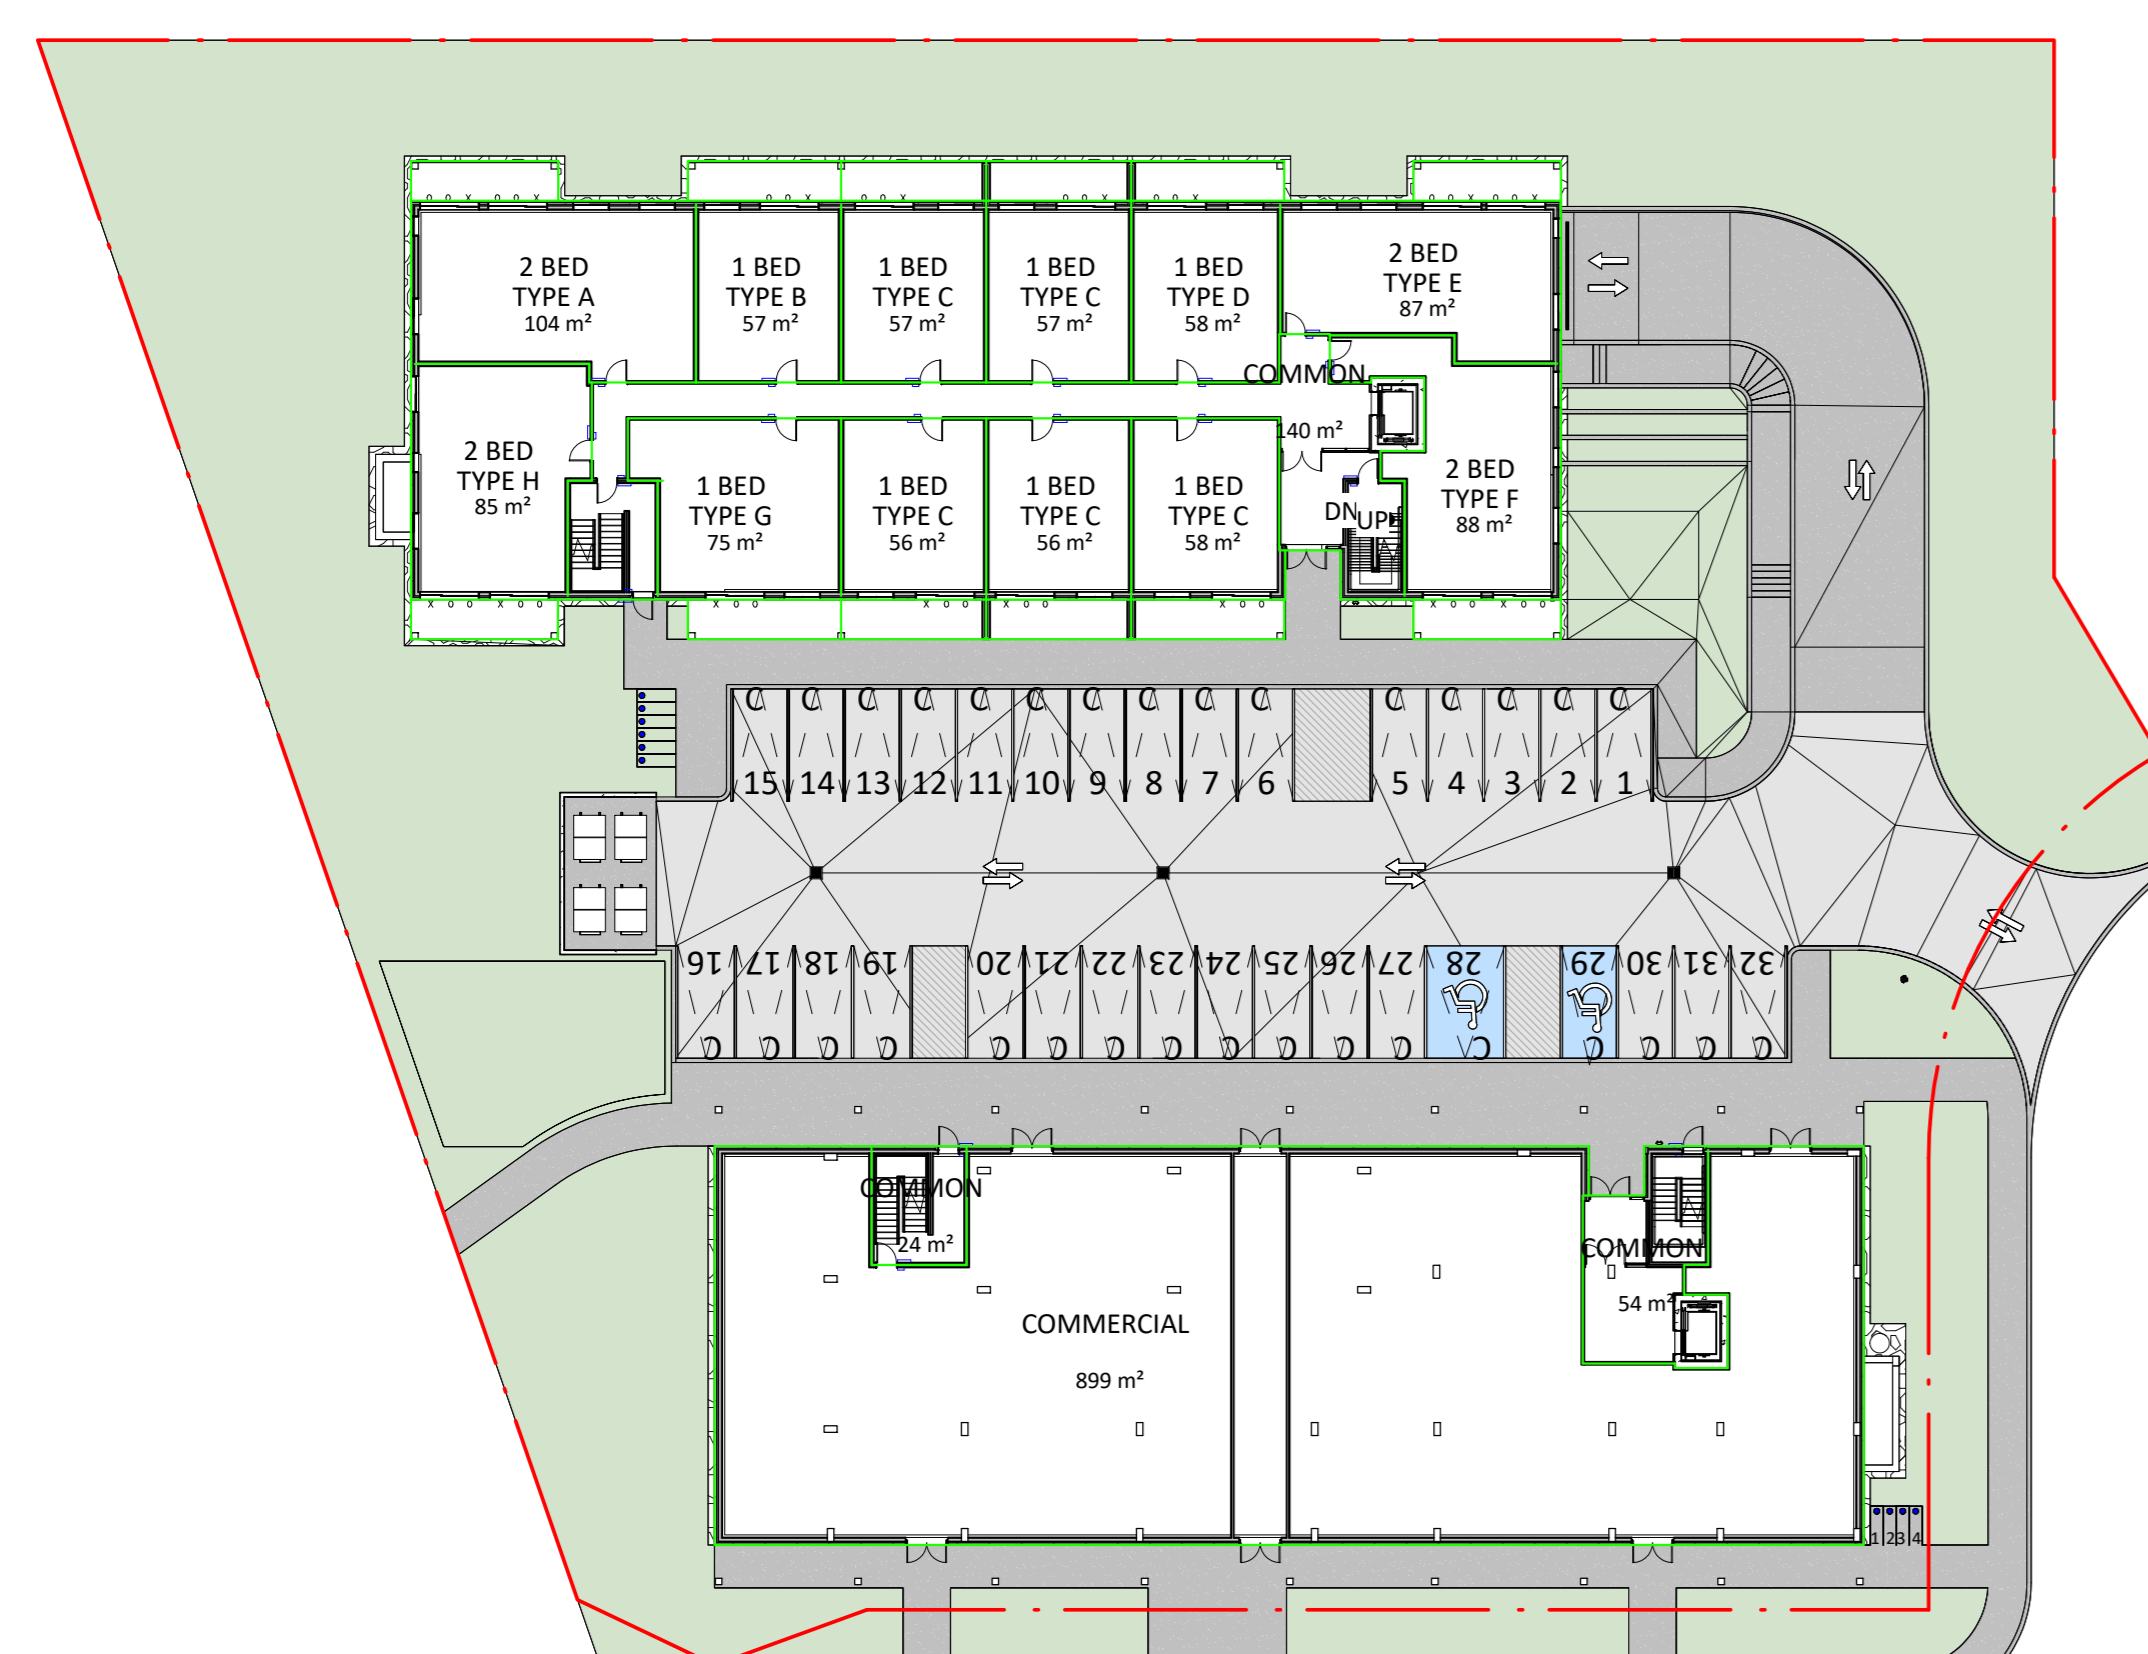 2 BED
TYPE A
104 m²
1 BED
TYPE B
57 m²
1 BED
TYPE C
57 m²
1 BED
TYPE C
57 m²
1 BED
TYPE D
58 m²
2 BED
TYPE E
87 m²
COMMON
140 m²
2 BED
TYPE H
85 m²
1 BED
TYPE G
75 m²
1 BED
TYPE C
56 m²
1 BED
TYPE C
56 m²
1 BED
TYPE C
58 m²
DN
UP
2 BED
TYPE F
88 m²
C C C C C C C C C C C C C C C
15 14 13 12 11 10 9 8 7 6 5 4 3 2 1
16 17 18 19 20 21 22 23 24 25 26 27 28 29 30 31 32
C C C C C C C C C C C C C C C C C
COMMON
24 m²
COMMON
54 m²
COMMERCIAL
899 m²
1 2 3 4